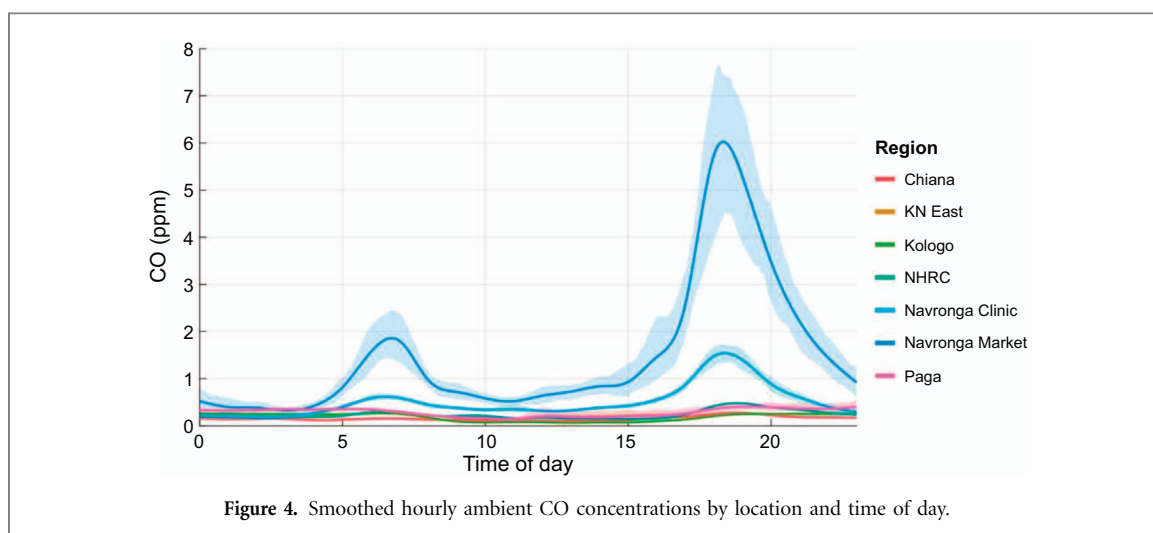 8
7
6
5
4
3
2
1
0
CO (ppm)
0 5 10 15 20
Time of day
Region
Chiana
KN East
Kologo
NHRC
Navronga Clinic
Navronga Market
Paga
Figure 4. Smoothed hourly ambient CO concentrations by location and time of day.